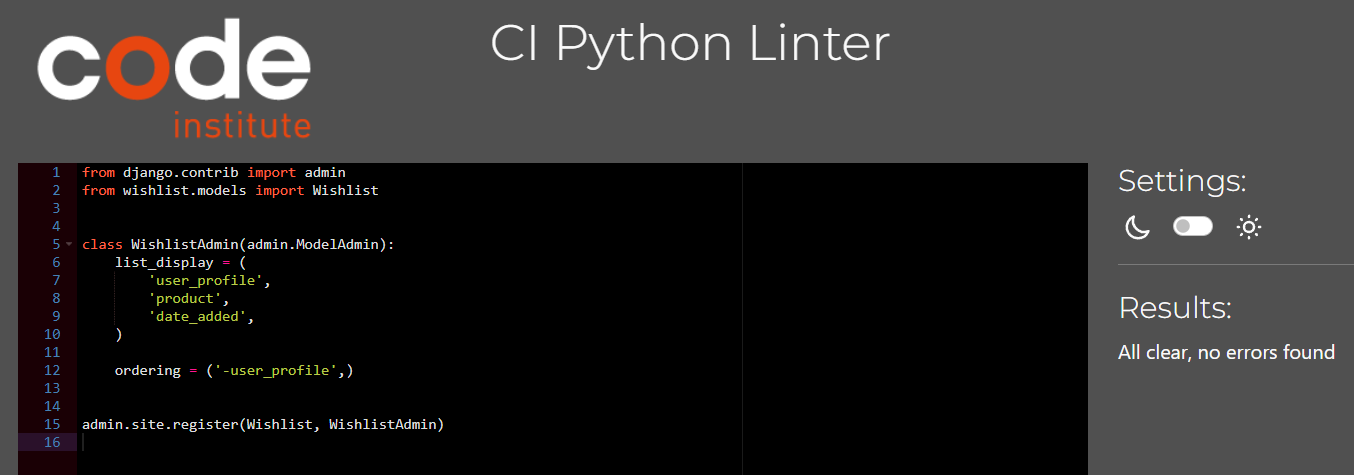 code
institute
CI Python Linter
1 from django.contrib import admin
2 from wishlist.models import Wishlist
3
4
5 class WishlistAdmin(admin.ModelAdmin):
6     list_display = (
7         'user_profile',
8         'product',
9         'date_added',
10     )
11
12     ordering = ('-user_profile',)
13
14
15 admin.site.register(Wishlist, WishlistAdmin)
16
Settings:
Results:
All clear, no errors found